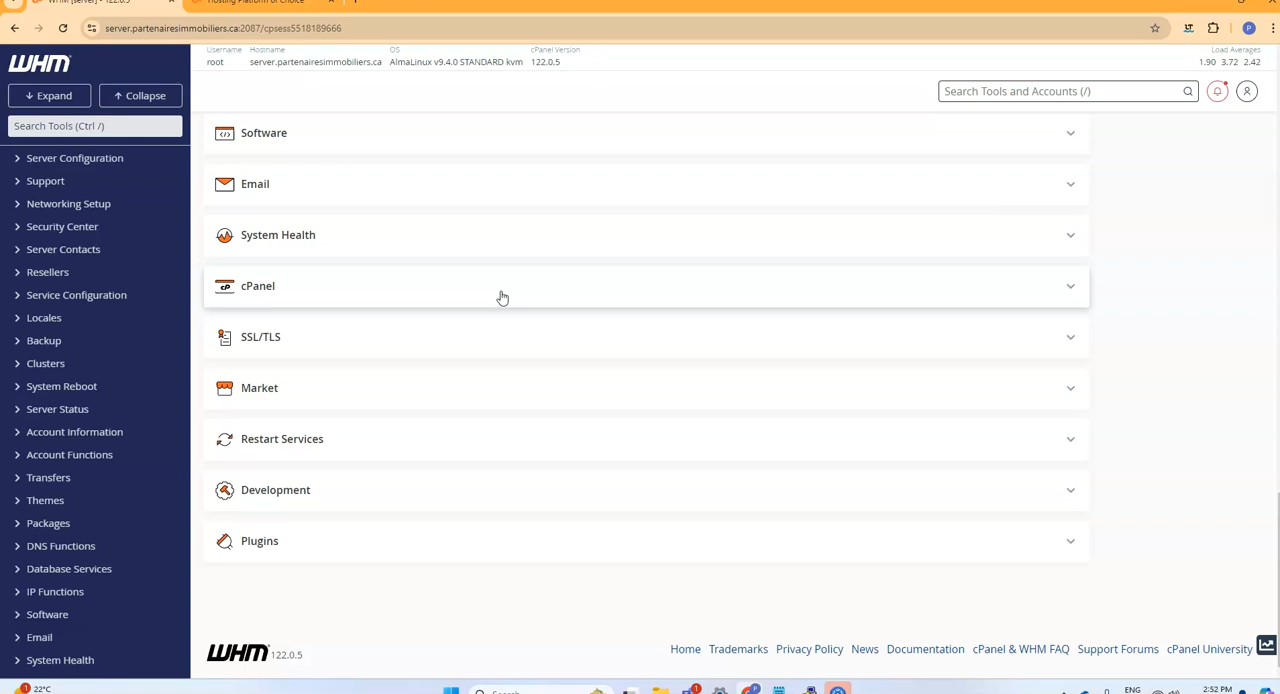 WHM [server] - 122.0.5
Hosting Platform of Choice
server.partenairesimmobiliers.ca:2087/cpsess5518189666
WHM
Username Hostname OS cPanel Version Load Averages
root server.partenairesimmobiliers.ca AlmaLinux v9.4.0 STANDARD kvm 122.0.5 1.90 3.72 2.42
Expand Collapse
Search Tools and Accounts (/)
Search Tools (Ctrl /)
Server Configuration
Support
Networking Setup
Security Center
Server Contacts
Resellers
Service Configuration
Locales
Backup
Clusters
System Reboot
Server Status
Account Information
Account Functions
Transfers
Themes
Packages
DNS Functions
Database Services
IP Functions
Software
Email
System Health
Software
Email
System Health
cP cPanel
SSL/TLS
Market
Restart Services
Development
Plugins
WHM 122.0.5
Home Trademarks Privacy Policy News Documentation cPanel & WHM FAQ Support Forums cPanel University
1 22°C
Search
1
ENG
2:52 PM